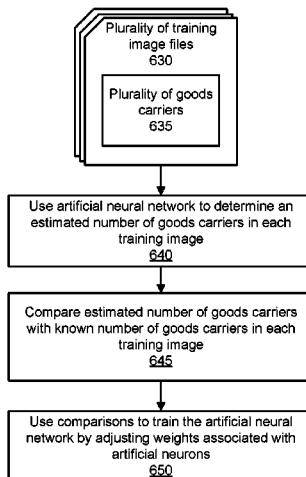 Plurality of training
image files
630
Plurality of goods
carriers
635
Use artificial neural network to determine an
estimated number of goods carriers in each
training image
640
Compare estimated number of goods carriers
with known number of goods carriers in each
training image
645
Use comparisons to train the artificial neural
network by adjusting weights associated with
artificial neurons
650